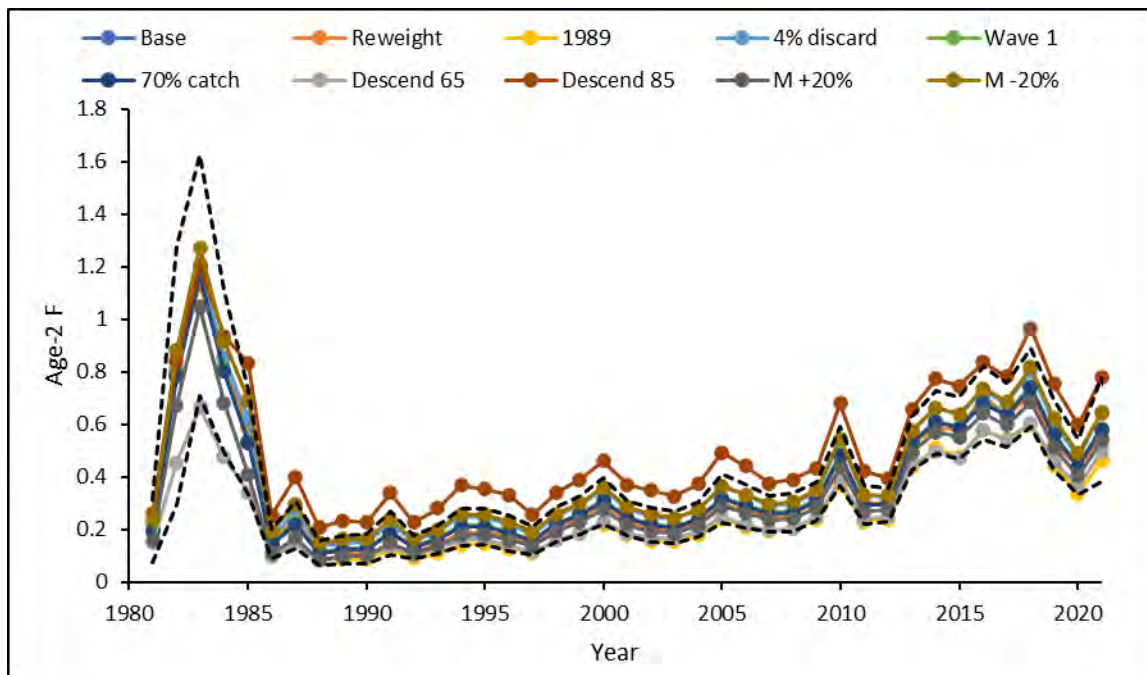 Base Reweight 1989 4% discard Wave 1
70% catch Descend 65 Descend 85 M +20% M -20%
1.8
1.6
1.4
1.2
1
0.8
0.6
0.4
0.2
0
Age-2 F
1980 1985 1990 1995 2000 2005 2010 2015 2020
Year